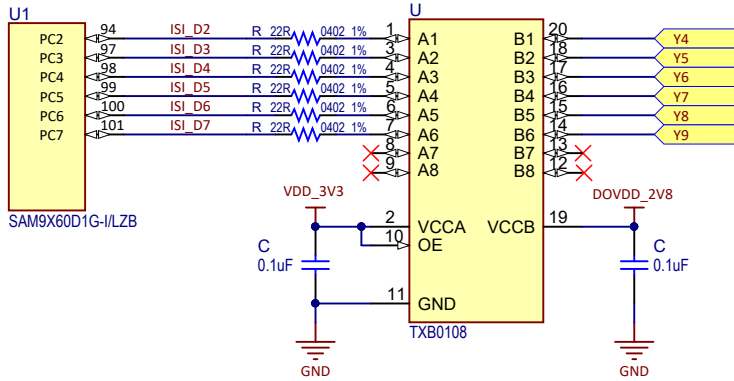 U1
U
PC2 94 ISI_D2 R 22R 0402 1% 1 A1 B1 20 Y4
PC3 97 ISI_D3 R 22R 0402 1% 3 A2 B2 18 Y5
PC4 98 ISI_D4 R 22R 0402 1% 4 A3 B3 17 Y6
PC5 99 ISI_D5 R 22R 0402 1% 5 A4 B4 16 Y7
PC6 100 ISI_D6 R 22R 0402 1% 6 A5 B5 15 Y8
PC7 101 ISI_D7 R 22R 0402 1% 7 A6 B6 14 Y9
8 A7 B7 13
9 A8 B8 12
SAM9X60D1G-I/LZB
VDD_3V3
DOVDD_2V8
2 VCCA VCCB 19
10 OE
C
0.1uF
C
0.1uF
11 GND
TXB0108
GND
GND